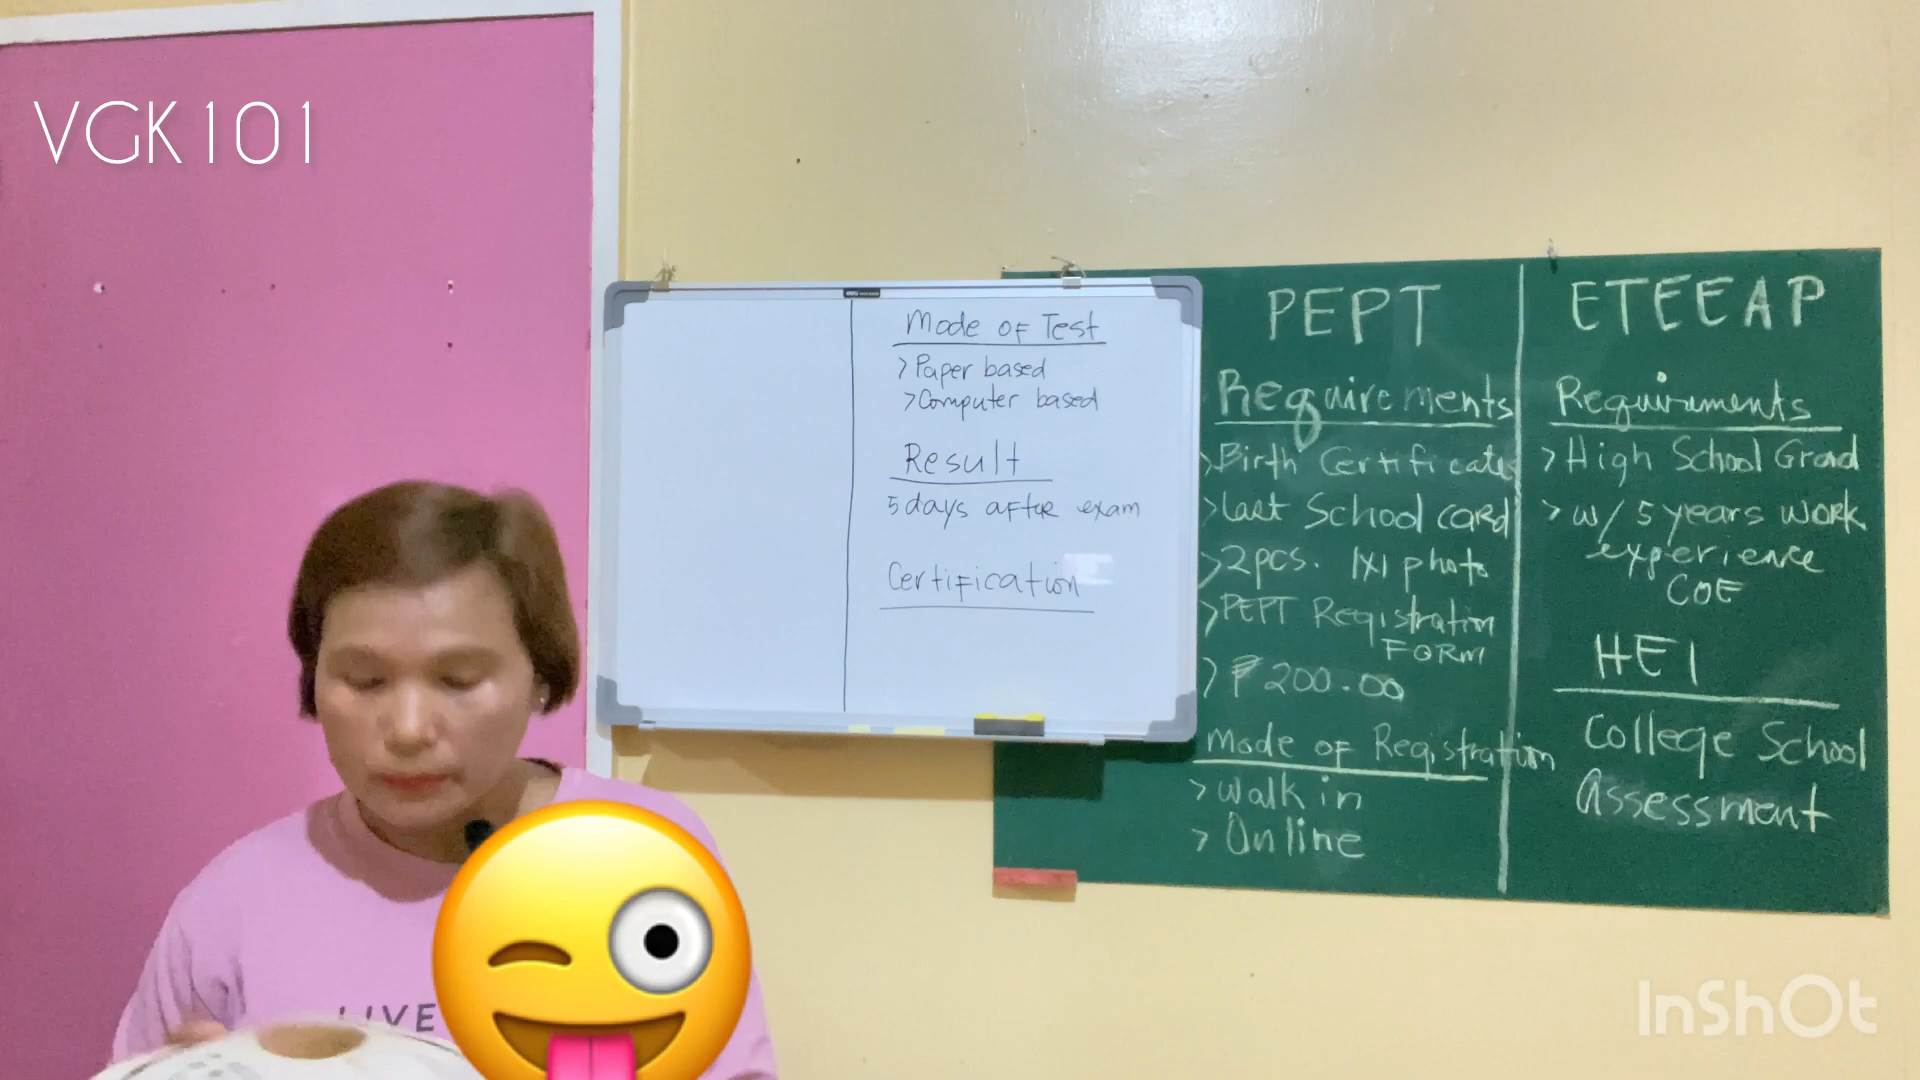 VGK101
Mode of Test
> Paper based
> Computer based
Result
5 days after exam
Certification
PEPT
Requirements
> Birth Certificate
> last School card
> 2pcs. 1x1 photo
> PEPT Registration
FORM
> ₱200.00
Mode of Registration
> Walk in
> Online
ETEEAP
Requirements
> High School Grad
> w/ 5 years work
experience
COE
HEI
College School
Assessment
LIVE
InShOt